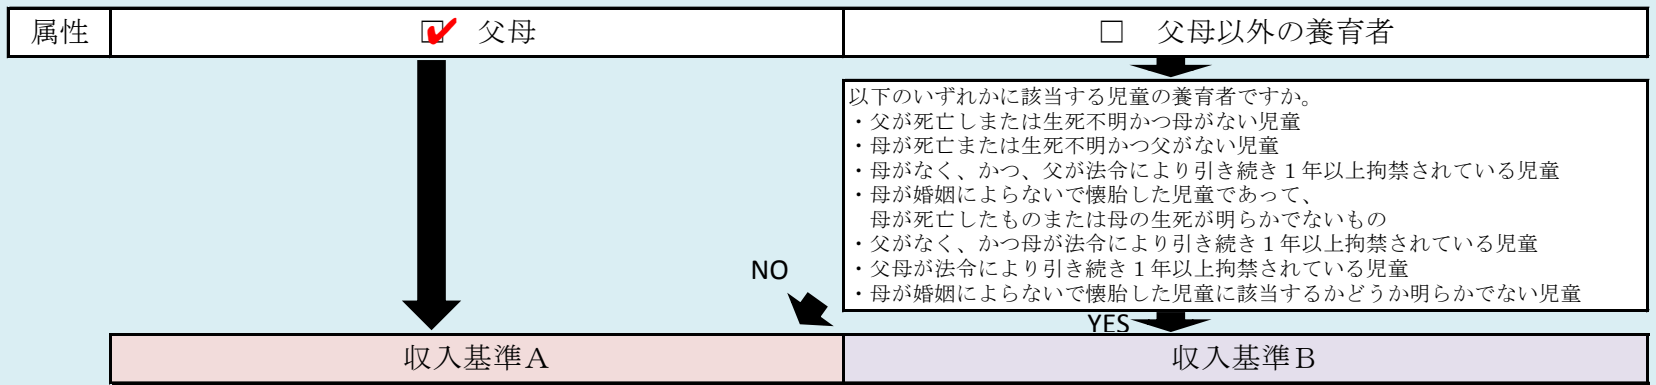 属性
☑ 父母
□ 父母以外の養育者
以下のいずれかに該当する児童の養育者ですか。
・父が死亡しまたは生死不明かつ母がない児童
・母が死亡または生死不明かつ父がない児童
・母がなく、かつ、父が法令により引き続き１年以上拘禁されている児童
・母が婚姻によらないで懐胎した児童であって、
母が死亡したものまたは母の生死が明らかでないもの
・父がなく、かつ母が法令により引き続き１年以上拘禁されている児童
・父母が法令により引き続き１年以上拘禁されている児童
・母が婚姻によらないで懐胎した児童に該当するかどうか明らかでない児童
NO
YES
収入基準Ａ
収入基準Ｂ